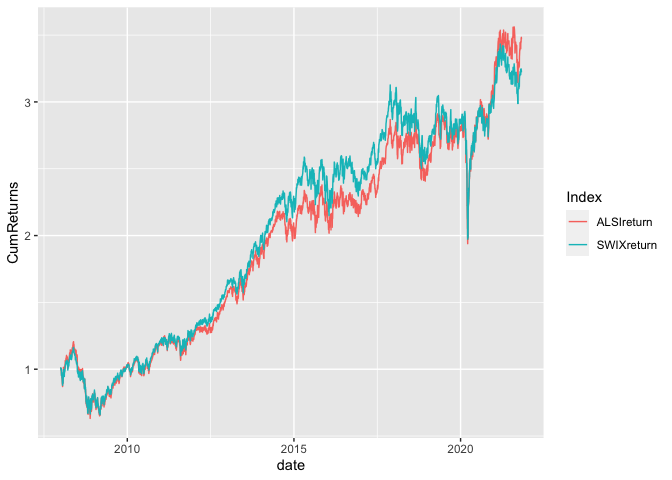 CumReturns
3
2
1
2010
2015
2020
date
Index
ALSIreturn
SWIXreturn